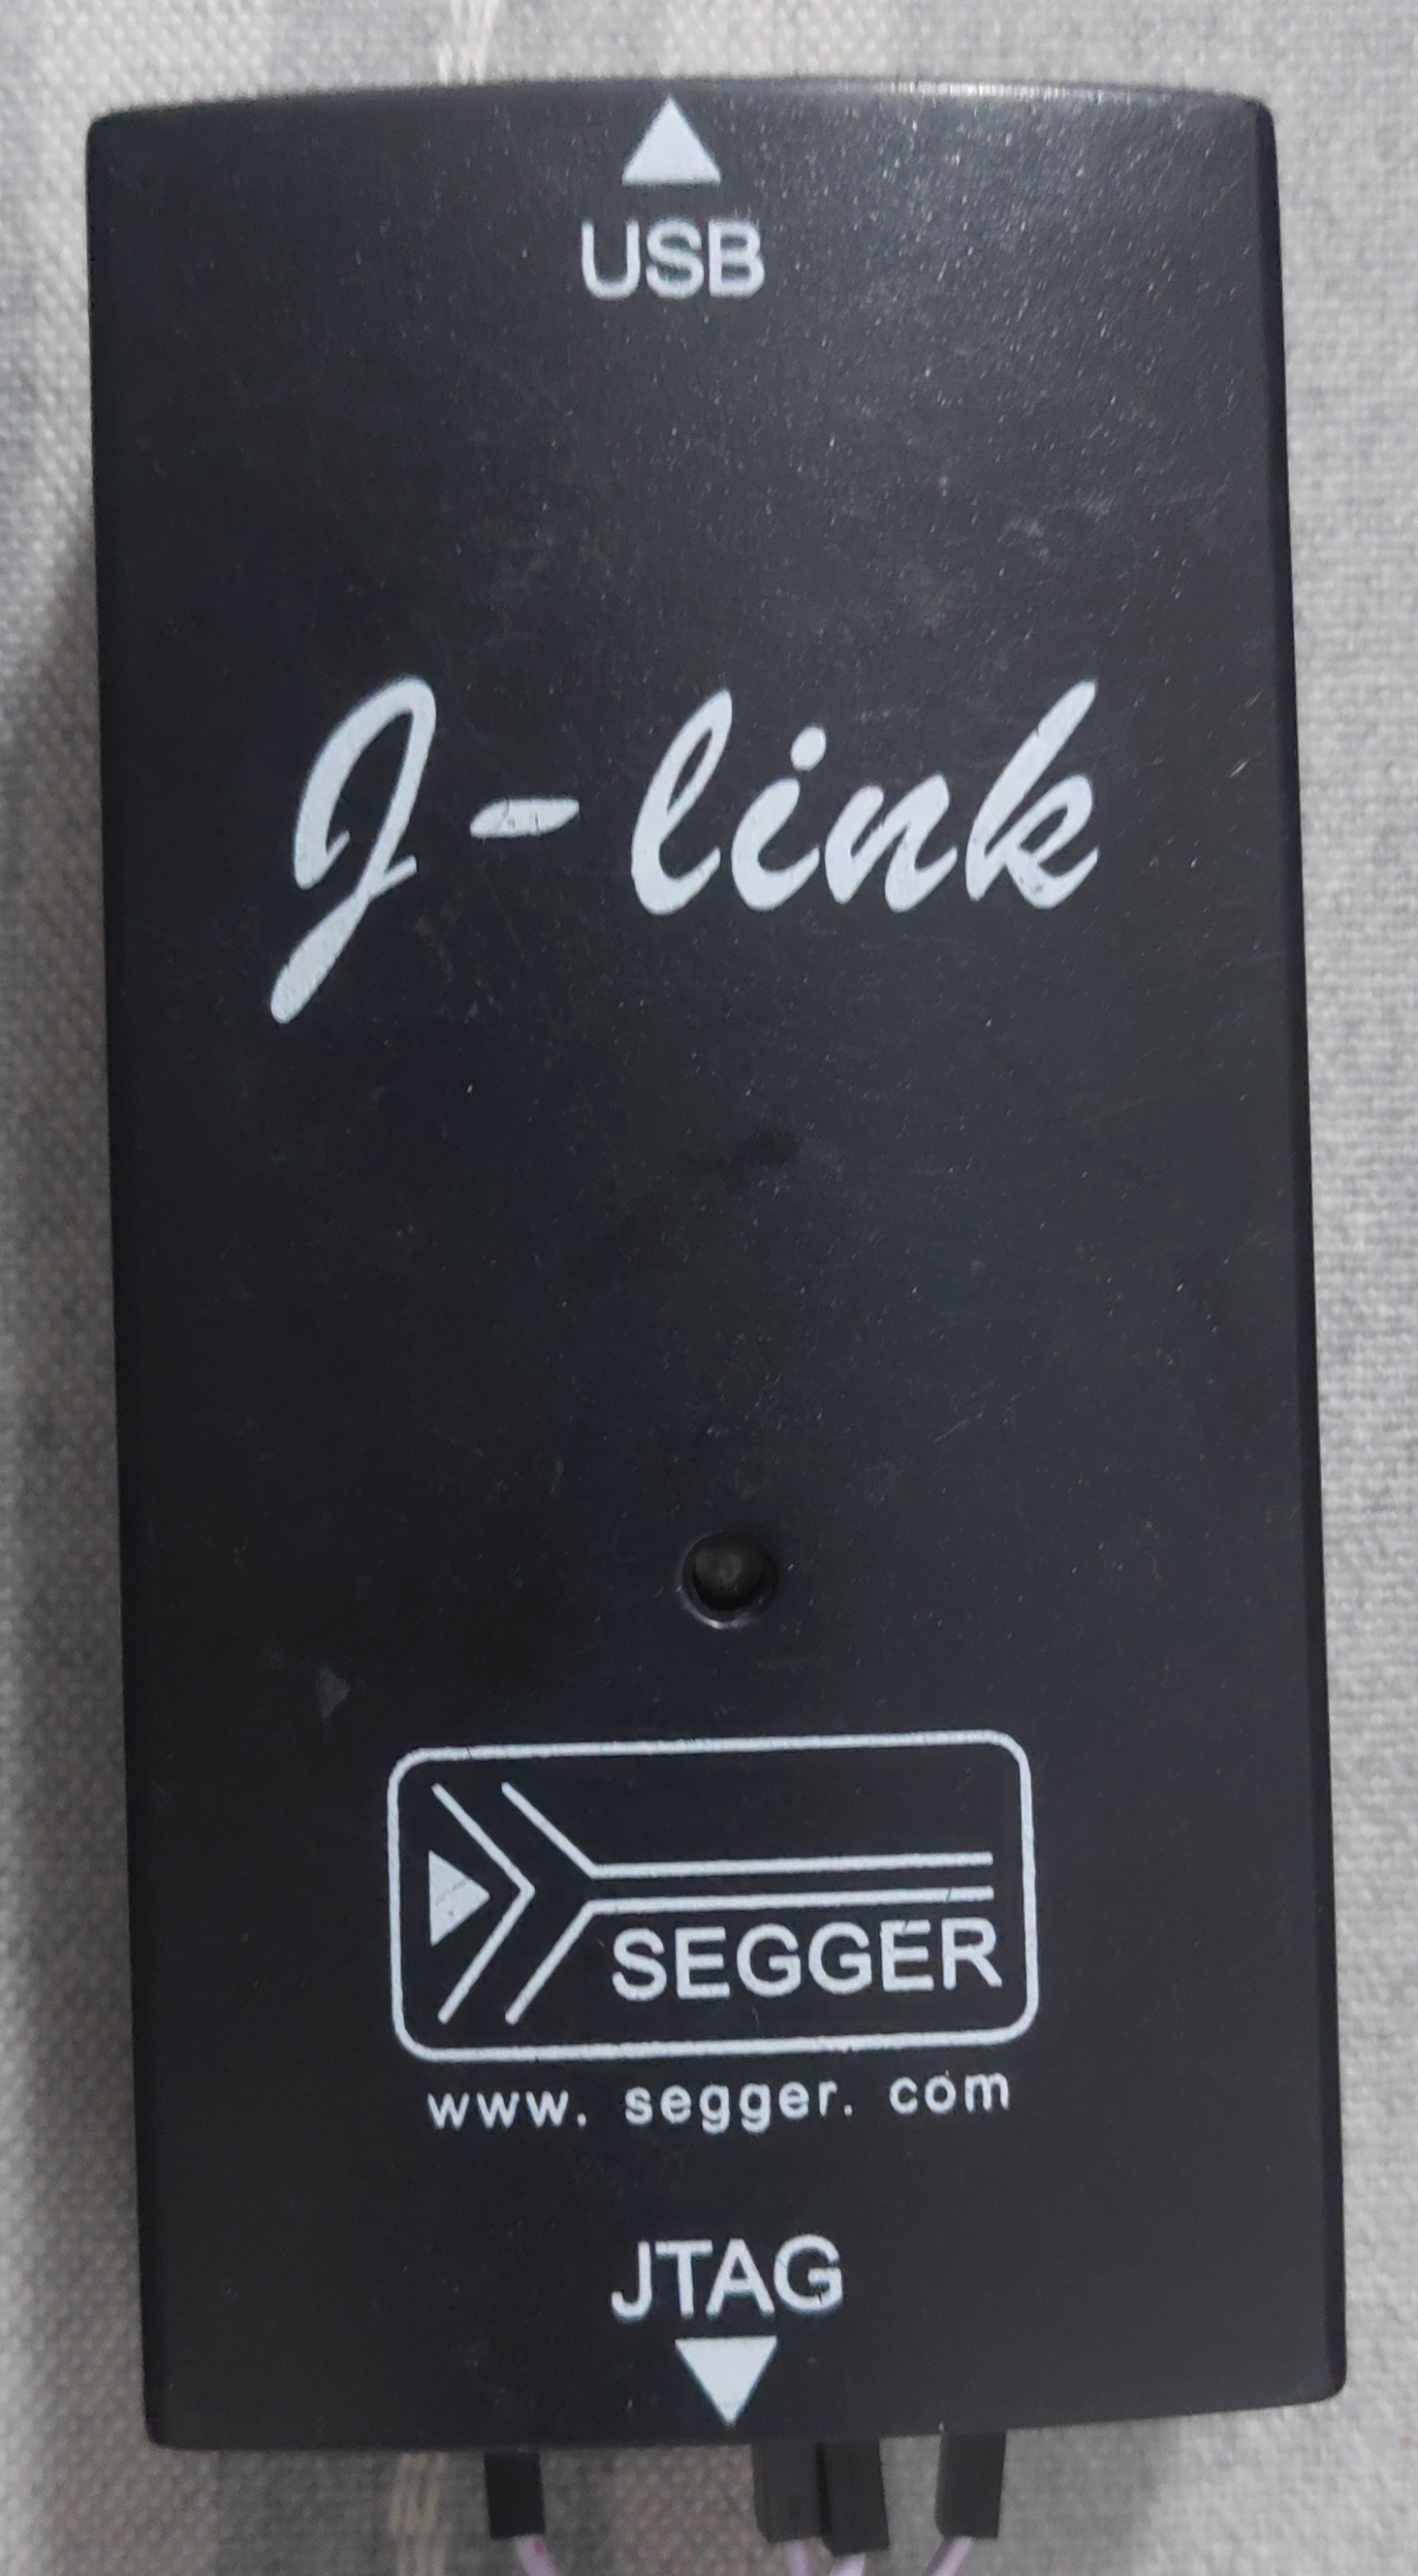 USB
J-link
SEGGER
www. segger. com
JTAG